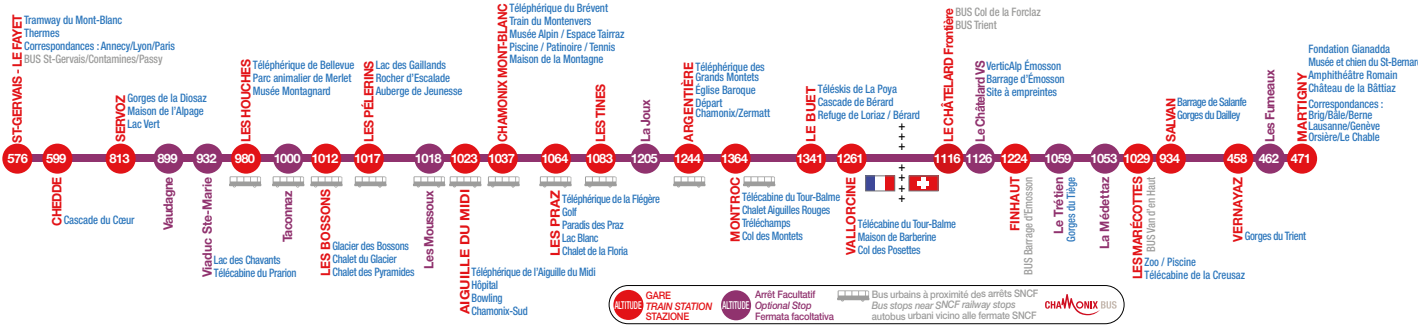 ST-GERVAIS - LE FAYET
Tramway du Mont-Blanc
Thermes
Correspondances : Annecy/Lyon/Paris
BUS St-Gervais/Contamines/Passy
576
CHEDDE
599
Cascade du Cœur
SERVOZ
Gorges de la Diosaz
Maison de l'Alpage
Lac Vert
813
899
Vaudagne
932
Viaduc Ste-Marie
Lac des Chavants
Télécabine du Prarion
LES HOUCHES
Téléphérique de Bellevue
Parc animalier de Merlet
Musée Montagnard
980
1000
Taconnaz
1012
LES BOSSONS
Glacier des Bossons
Chalet du Glacier
Chalet des Pyramides
LES PÉLERINS
Lac des Gaillands
Rocher d'Escalade
Auberge de Jeunesse
1017
1018
Les Moussoux
1023
AIGUILLE DU MIDI
Téléphérique de l'Aiguille du Midi
Hôpital
Bowling
Chamonix-Sud
CHAMONIX MONT-BLANC
Téléphérique du Brévent
Train du Montenvers
Musée Alpin / Espace Tairraz
Piscine / Patinoire / Tennis
Maison de la Montagne
1037
1064
LES PRAZ
Téléphérique de la Flégère
Golf
Paradis des Praz
Lac Blanc
Chalet de la Floria
LES TINES
1083
La Joux
1205
ARGENTIÈRE
Téléphérique des
Grands Montets
Église Baroque
Départ
Chamonix/Zermatt
1244
1364
MONTROC
Télécabine du Tour-Balme
Chalet Aiguilles Rouges
Tréléchamps
Col des Montets
LE BUET
Téléskis de La Poya
Cascade de Bérard
Refuge de Loriaz / Bérard
1341
1261
VALLORCINE
Télécabine du Tour-Balme
Maison de Barberine
Col des Posettes
LE CHÂTELARD Frontière
BUS Col de la Forclaz
BUS Trient
1116
Le Châtelard VS
VerticAlp Émosson
Barrage d'Émosson
Site à empreintes
1126
1224
FINHAUT
BUS Barrage d'Emosson
1059
Le Trétien
Gorges du Tiège
1053
La Médettaz
1029
LES MARÉCOTTES
BUS Van d'en Haut
Zoo / Piscine
Télécabine de la Creusaz
SALVAN
Barrage de Salanfe
Gorges du Dailley
934
458
VERNAYAZ
Gorges du Trient
Les Fumeaux
462
MARTIGNY
Fondation Gianadda
Musée et chien du St-Bernard
Amphithéâtre Romain
Château de la Bâttiaz
Correspondances :
Brig/Bâle/Berne
Lausanne/Genève
Orsière/Le Chable
471
ALTITUDE
GARE
TRAIN STATION
STAZIONE
ALTITUDE
Arrêt Facultatif
Optional Stop
Fermata facoltativa
Bus urbains à proximité des arrêts SNCF
Bus stops near SNCF railway stops
autobus urbani vicino alle fermate SNCF
CHAMONIX BUS